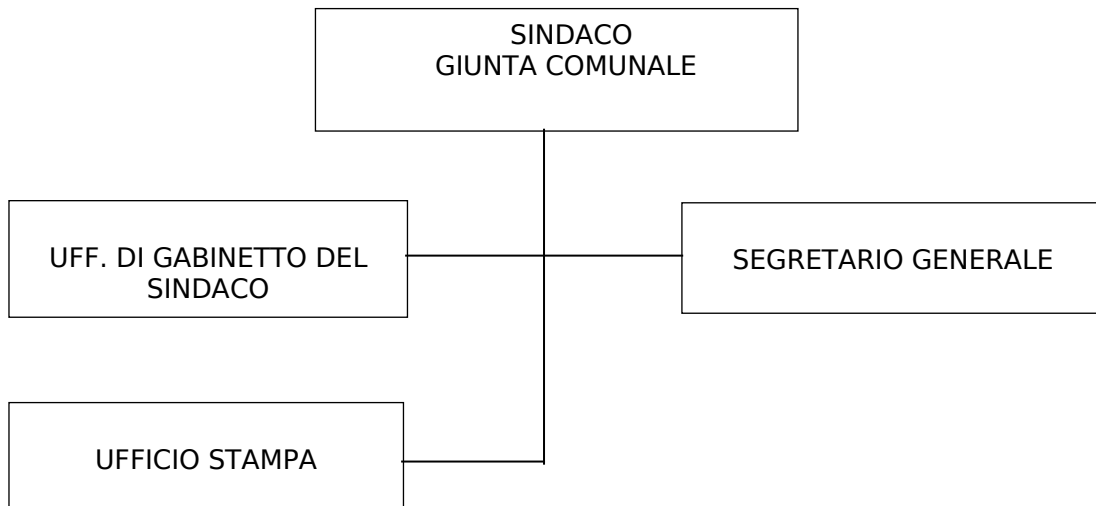 SINDACO
GIUNTA COMUNALE
UFF. DI GABINETTO DEL
SINDACO
SEGRETARIO GENERALE
UFFICIO STAMPA